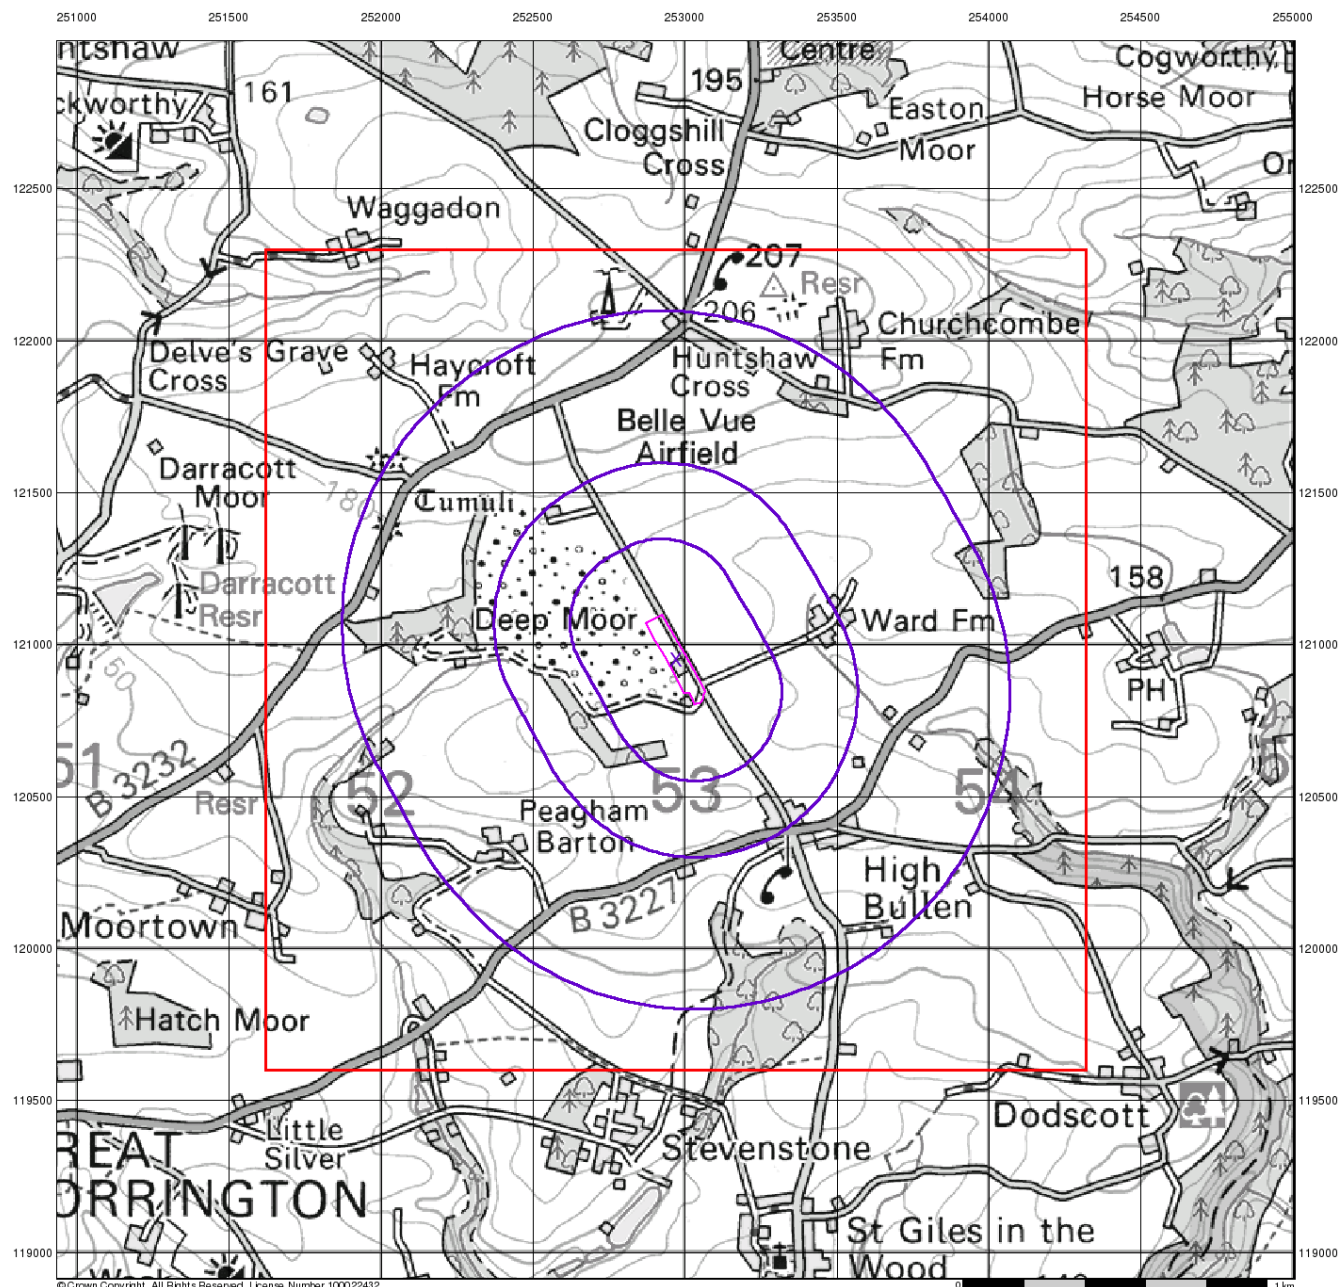 251000 251500 252000 252500 253000 253500 254000 254500 255000
ntshaw
Centre
Cogworthy
161
195
Horse Moor
ckworthy
Easton
Moor
Cloggshill
Cross
122500
122500
Waggadon
207
Resr
206
Churchcombe
Fm
122000
122000
Delve's Grave
Cross
Haycroft
Fm
Huntshaw
Cross
Belle Vue
Airfield
Darracott
Moor
180
Tumuli
121500
121500
Darracott
Resr
158
Deep Moor
Ward Fm
121000
121000
50
PH
51
52
53
54
5
B 3232
Resr
120500
120500
Peagham
Barton
High
Bullen
B 3227
Moortown
120000
120000
Hatch Moor
119500
119500
Dodscott
Little
Silver
REAT
ORRINGTON
Stevenstone
St Giles in the
Wood
119000
119000
© Crown Copyright. All Rights Reserved. License Number 100022432
0 1 km